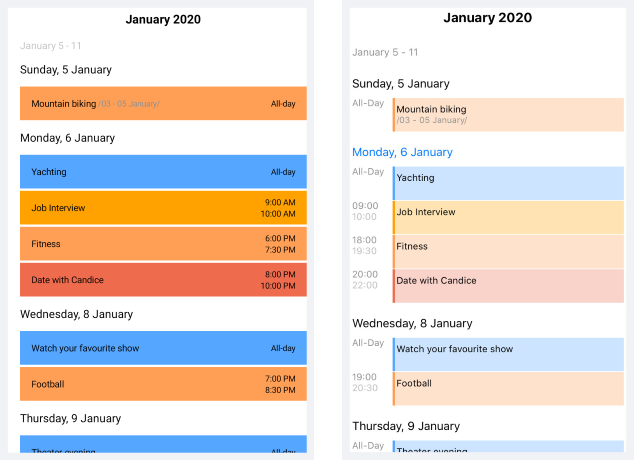 January 2020
January 5 - 11
Sunday, 5 January
Mountain biking /03 - 05 January/ All-day
Monday, 6 January
Yachting All-day
Job Interview 9:00 AM
10:00 AM
Fitness 6:00 PM
7:30 PM
Date with Candice 8:00 PM
10:00 PM
Wednesday, 8 January
Watch your favourite show All-day
Football 7:00 PM
8:30 PM
Thursday, 9 January
Theater evening All-day
January 2020
January 5 - 11
Sunday, 5 January
All-Day Mountain biking
/03 - 05 January/
Monday, 6 January
All-Day Yachting
09:00 Job Interview
10:00
18:00 Fitness
19:30
20:00 Date with Candice
22:00
Wednesday, 8 January
All-Day Watch your favourite show
19:00 Football
20:30
Thursday, 9 January
All-Day Theater evening